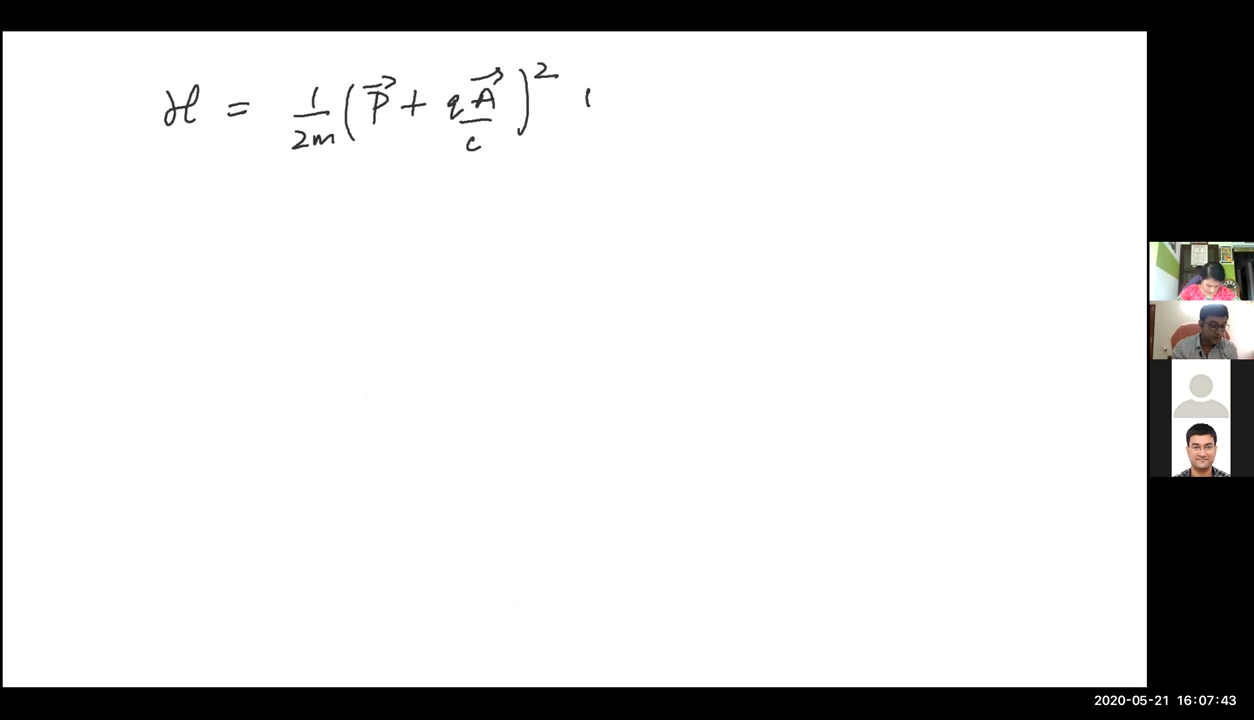 ℋ = 1/2m (P⃗ + qA⃗/c)²
2020-05-21 16:07:43